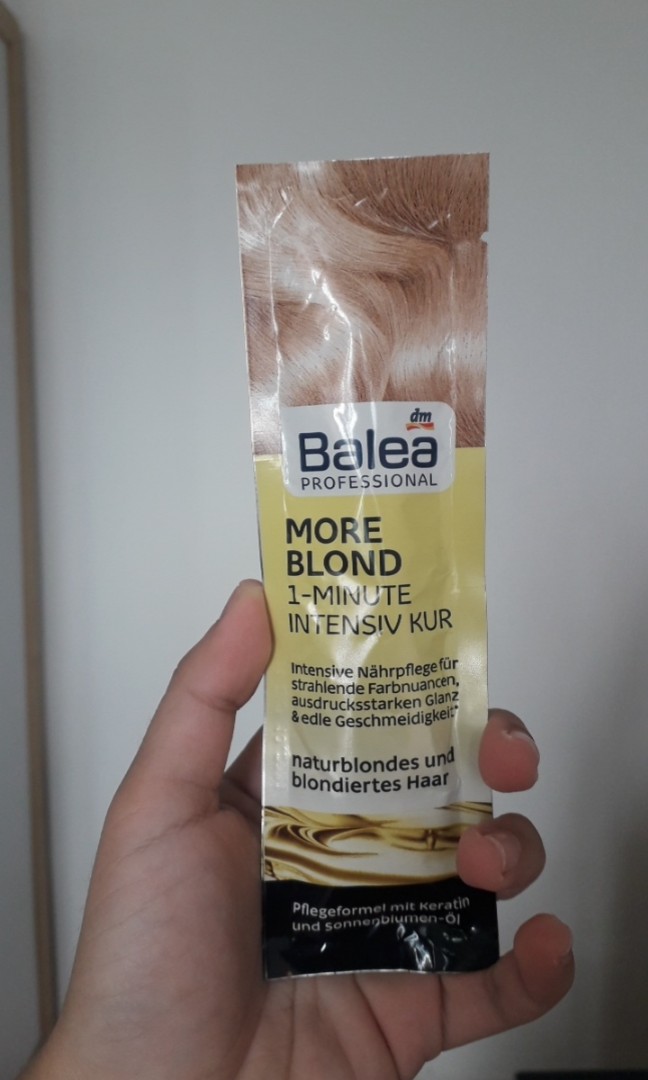 dm
Balea
PROFESSIONAL
MORE
BLOND
1-MINUTE
INTENSIV KUR
Intensive Nährpflege für
strahlende Farbnuancen,
ausdrucksstarken Glanz
& edle Geschmeidigkeit*
naturblondes und
blondiertes Haar
Pflegeformel mit Keratin
und Sonnenblumen-Öl